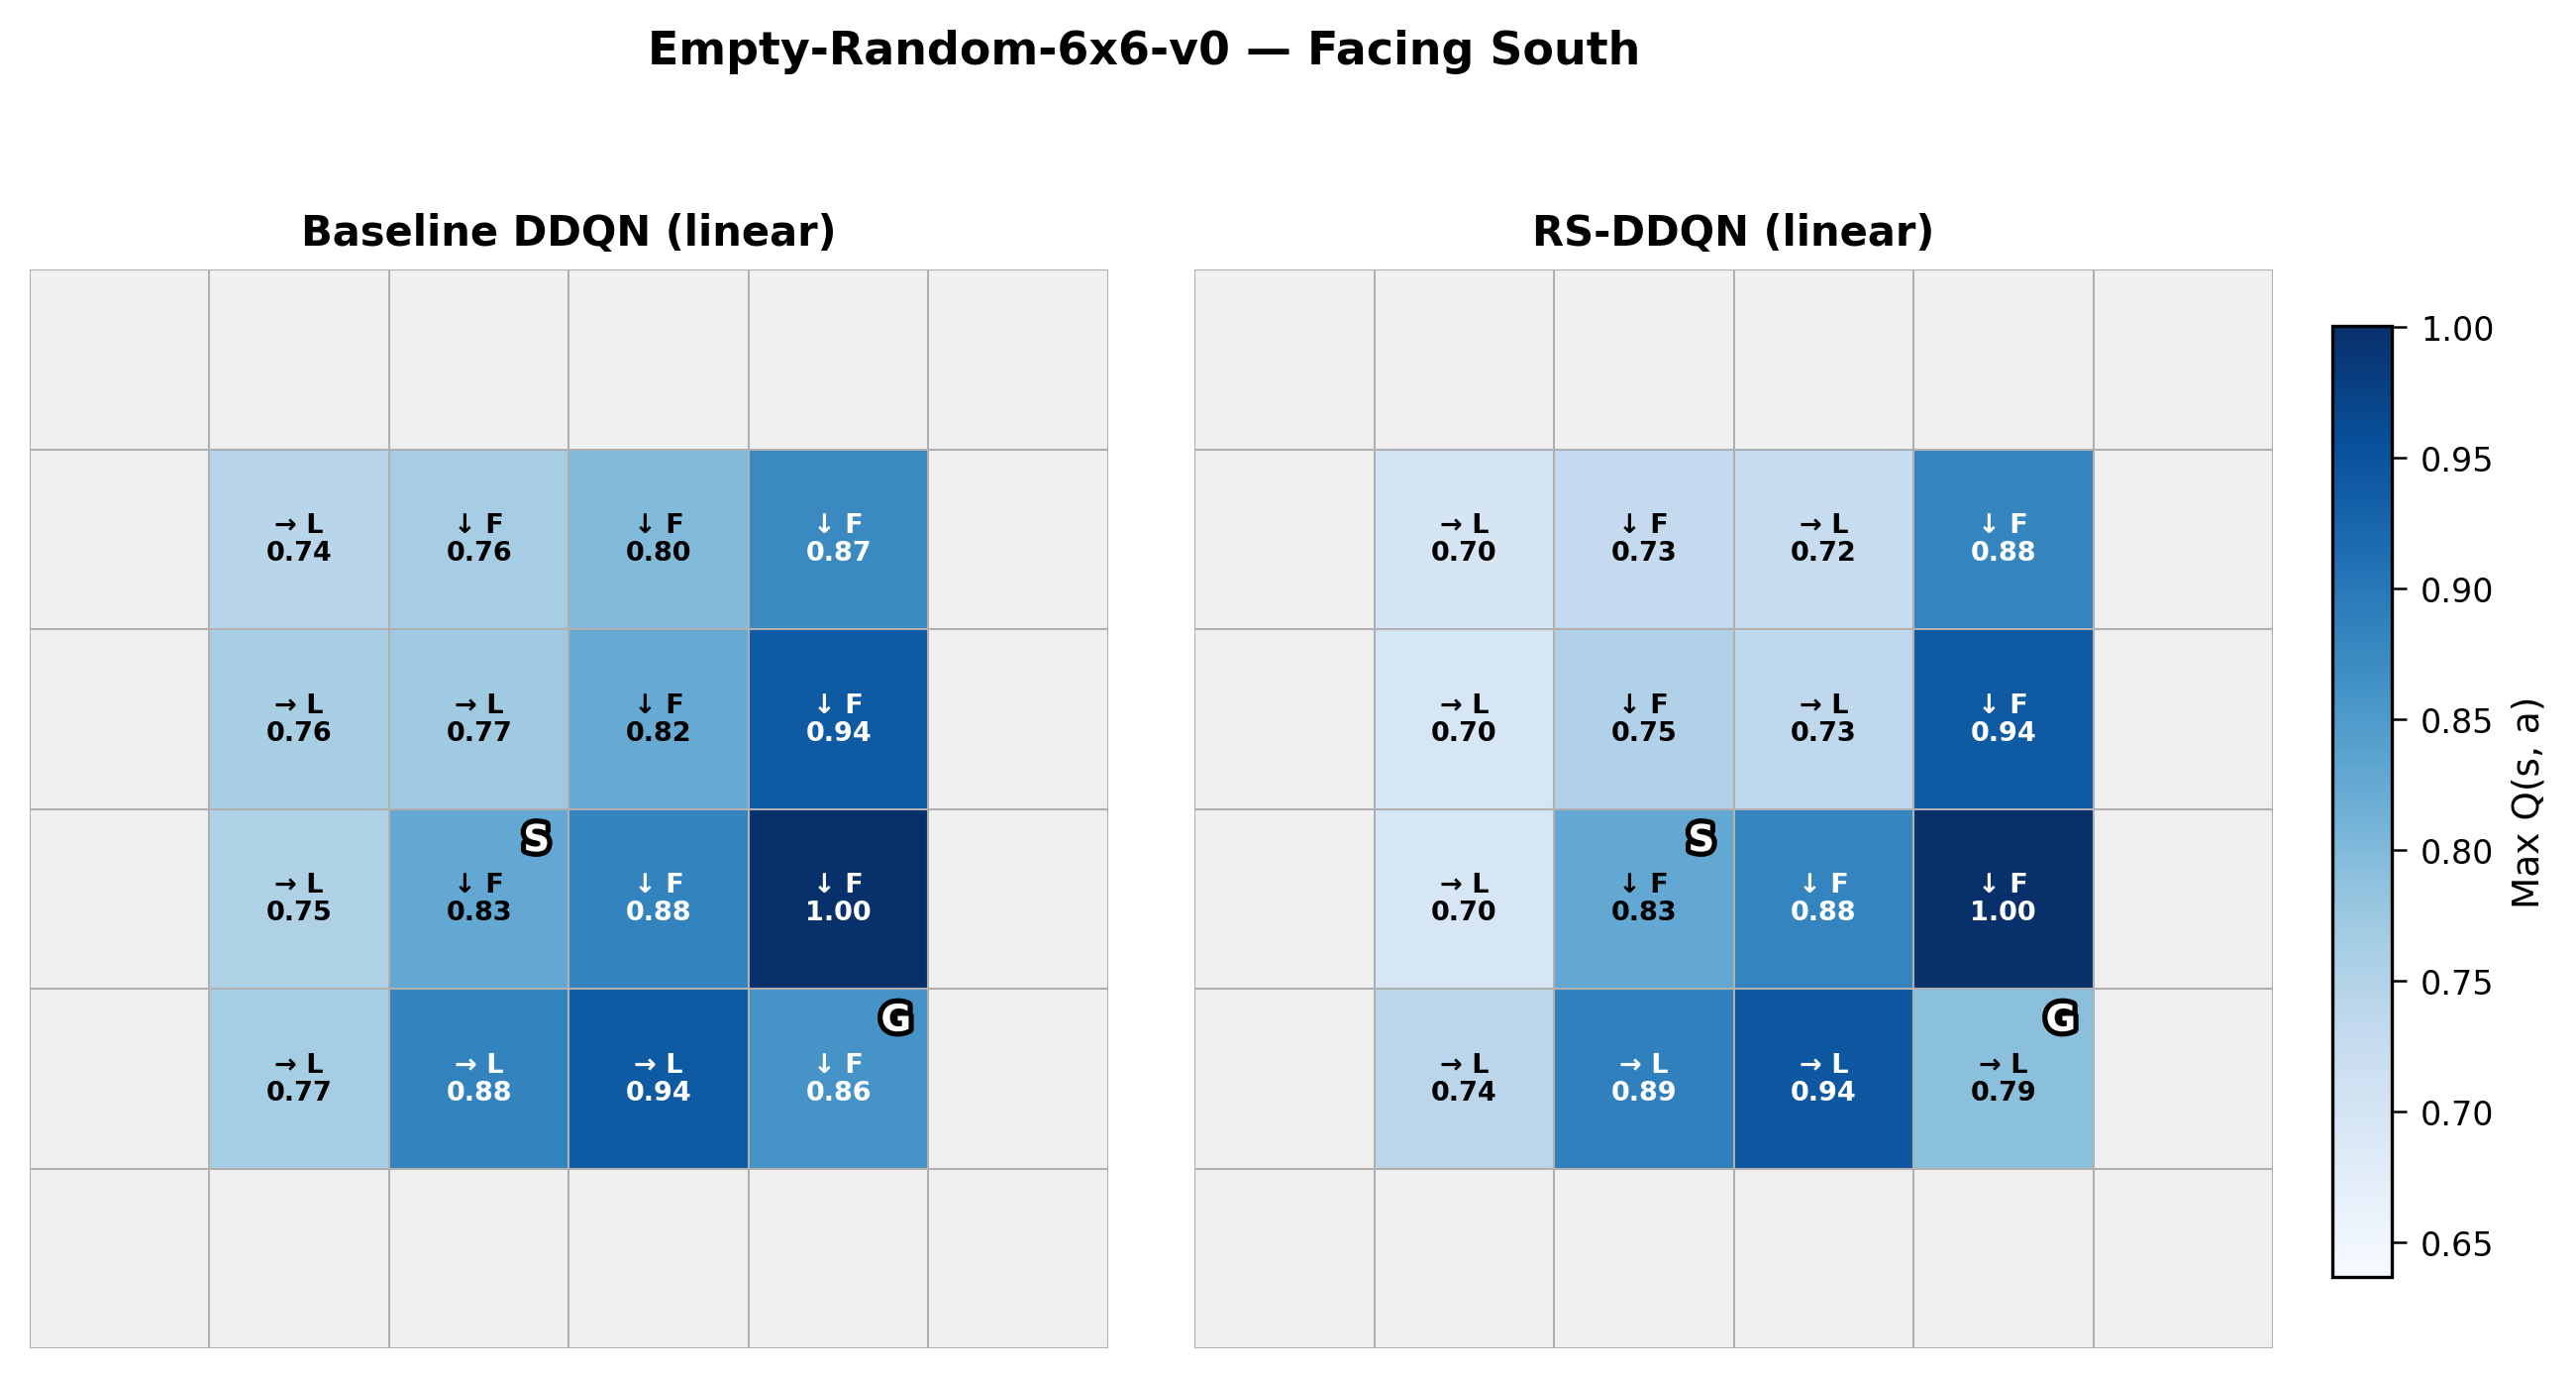 Empty-Random-6x6-v0 — Facing South
Baseline DDQN (linear)
→ L
0.74
↓ F
0.76
↓ F
0.80
↓ F
0.87
→ L
0.76
→ L
0.77
↓ F
0.82
↓ F
0.94
→ L
0.75
S
↓ F
0.83
↓ F
0.88
↓ F
1.00
→ L
0.77
→ L
0.88
→ L
0.94
G
↓ F
0.86
RS-DDQN (linear)
→ L
0.70
↓ F
0.73
→ L
0.72
↓ F
0.88
→ L
0.70
↓ F
0.75
→ L
0.73
↓ F
0.94
→ L
0.70
S
↓ F
0.83
↓ F
0.88
↓ F
1.00
→ L
0.74
→ L
0.89
→ L
0.94
G
→ L
0.79
1.00
0.95
0.90
0.85
0.80
0.75
0.70
0.65
Max Q(s, a)